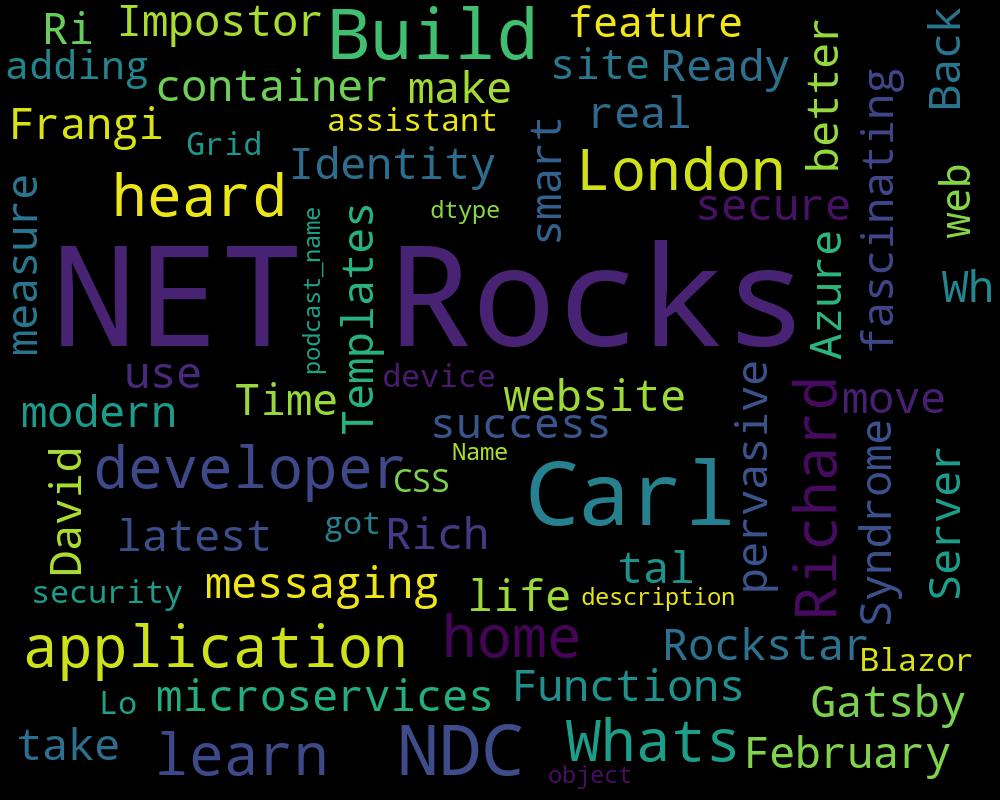 Ri
Impostor
Build
feature
adding
container
make
site
Ready
better
Back
Frangi
Grid
assistant
Identity
real
smart
London
fascinating
web
measure
heard
dtype
secure
NET Rocks
podcast_name
Templates
Azure
Wh
use
device
Time
website
success
pervasive
Richard
move
modern
David
developer
CSS
Name
Carl
Syndrome
Server
latest
got
Rich
tal
security
messaging
life
description
application
home
Rockstar
Blazor
Lo
microservices
Functions
Gatsby
take
learn
NDC
Whats
object
February